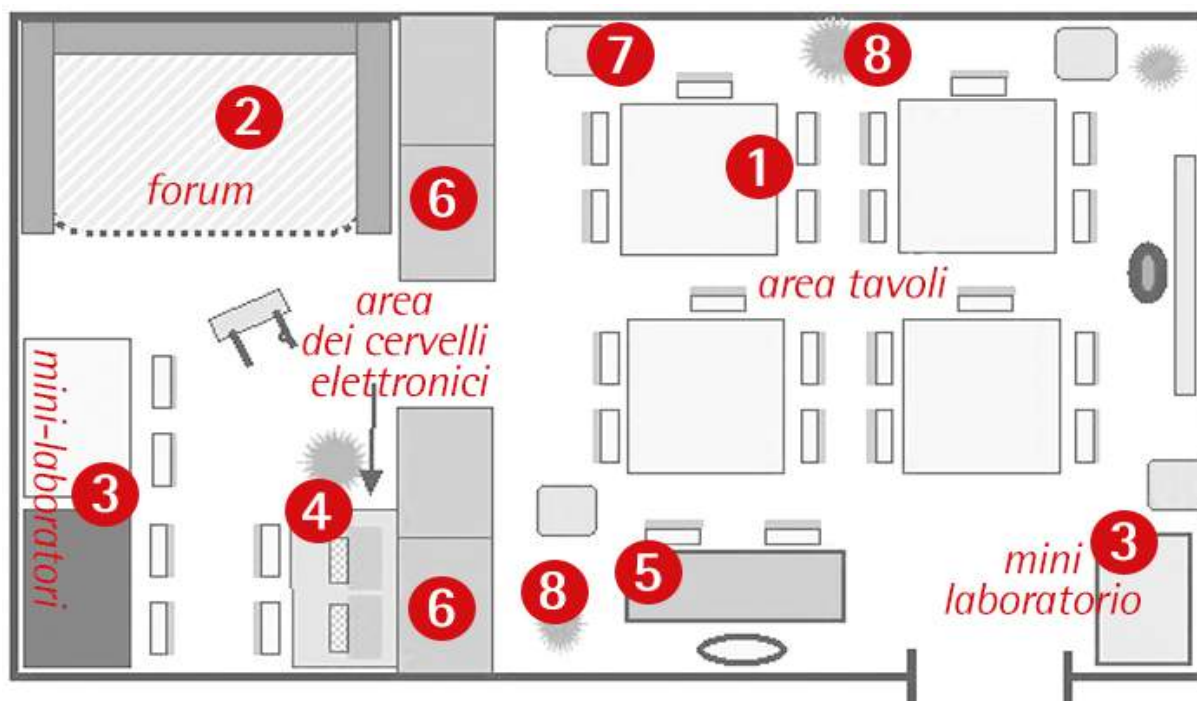 7
8
2
1
forum
6
area
dei cervelli
elettronici
area tavoli
mini-laboratori
3
4
3
5
mini
laboratorio
8
6